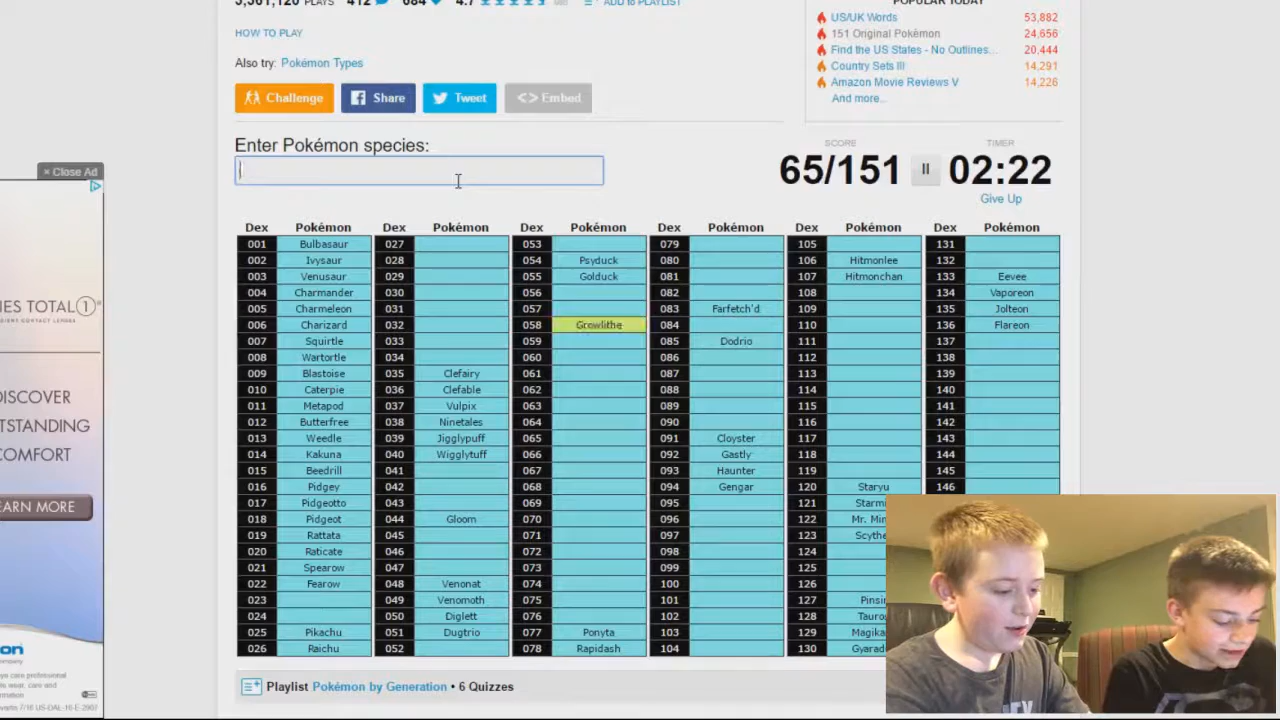 3,361,120 PLAYS 412 684 4.7 ADD TO PLAYLIST
HOW TO PLAY
Also try: Pokémon Types
Challenge Share Tweet <> Embed
POPULAR TODAY
US/UK Words 53,882
151 Original Pokémon 24,656
Find the US States - No Outlines... 20,444
Country Sets III 14,291
Amazon Movie Reviews V 14,226
And more...
Enter Pokémon species:
SCORE TIMER
65/151 02:22
Give Up
× Close Ad
IES TOTAL 1
DISCOVER
TSTANDING
COMFORT
EARN MORE
on
Dex Pokémon Dex Pokémon Dex Pokémon Dex Pokémon Dex Pokémon Dex Pokémon
001 Bulbasaur 027 053 079 105 131
002 Ivysaur 028 054 Psyduck 080 106 Hitmonlee 132
003 Venusaur 029 055 Golduck 081 107 Hitmonchan 133 Eevee
004 Charmander 030 056 082 108 134 Vaporeon
005 Charmeleon 031 057 083 Farfetch'd 109 135 Jolteon
006 Charizard 032 058 Growlithe 084 110 136 Flareon
007 Squirtle 033 059 085 Dodrio 111 137
008 Wartortle 034 060 086 112 138
009 Blastoise 035 Clefairy 061 087 113 139
010 Caterpie 036 Clefable 062 088 114 140
011 Metapod 037 Vulpix 063 089 115 141
012 Butterfree 038 Ninetales 064 090 116 142
013 Weedle 039 Jigglypuff 065 091 Cloyster 117 143
014 Kakuna 040 Wigglytuff 066 092 Gastly 118 144
015 Beedrill 041 067 093 Haunter 119 145
016 Pidgey 042 068 094 Gengar 120 Staryu 146
017 Pidgeotto 043 069 095 121 Starmi
018 Pidgeot 044 Gloom 070 096 122 Mr. Mim
019 Rattata 045 071 097 123 Scythe
020 Raticate 046 072 098 124
021 Spearow 047 073 099 125
022 Fearow 048 Venonat 074 100 126
023 049 Venomoth 075 101 127 Pinsir
024 050 Diglett 076 102 128 Tauro
025 Pikachu 051 Dugtrio 077 Ponyta 103 129 Magika
026 Raichu 052 078 Rapidash 104 130 Gyarad
Playlist Pokémon by Generation • 6 Quizzes